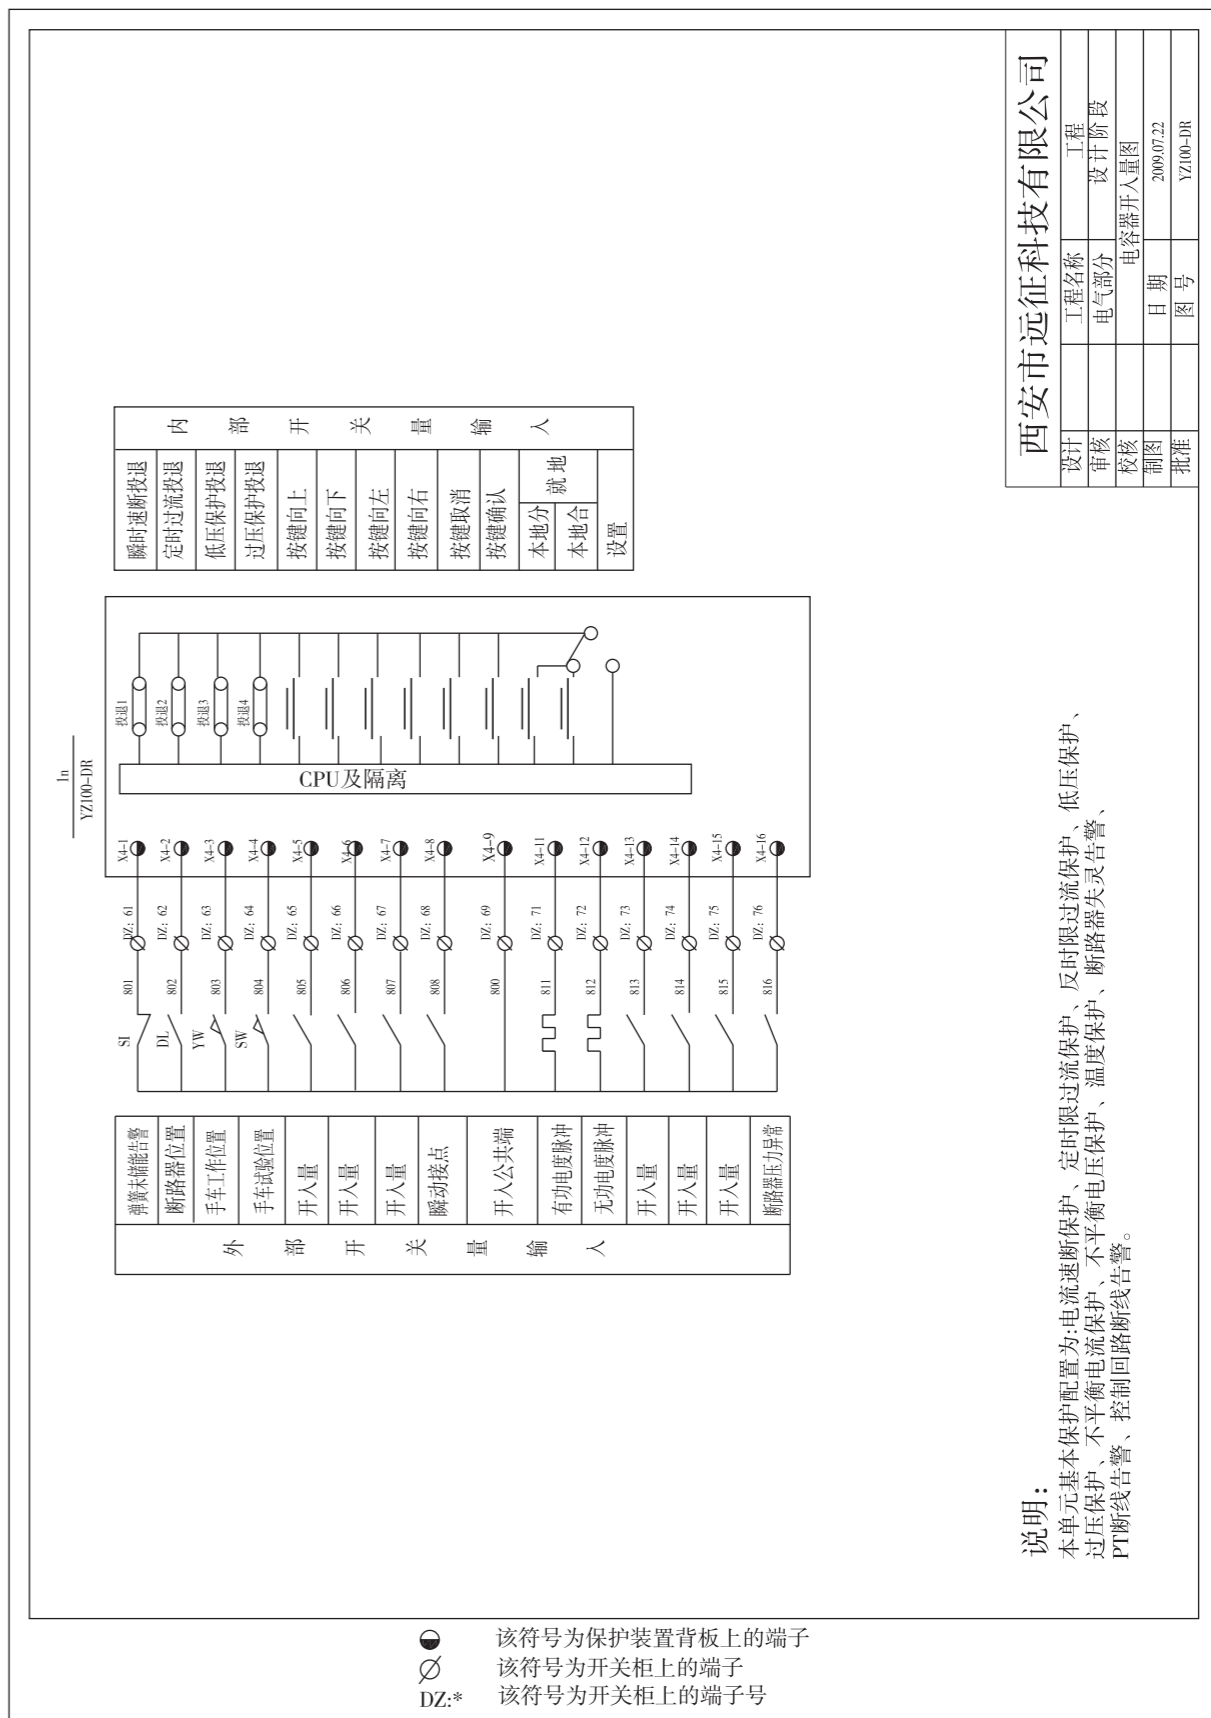 1n
YZ100-DR
外部开关量输入
弹簧未储能告警 SI 801 DZ: 61 X4-1
断路器位置 DL 802 DZ: 62 X4-2
手车工作位置 YW 803 DZ: 63 X4-3
手车试验位置 SW 804 DZ: 64 X4-4
开入量 805 DZ: 65 X4-5
开入量 806 DZ: 66 X4-6
开入量 807 DZ: 67 X4-7
瞬动接点 808 DZ: 68 X4-8
开入公共端 800 DZ: 69 X4-9
有功电度脉冲 811 DZ: 71 X4-11
无功电度脉冲 812 DZ: 72 X4-12
开入量 813 DZ: 73 X4-13
开入量 814 DZ: 74 X4-14
开入量 815 DZ: 75 X4-15
断路器压力异常 816 DZ: 76 X4-16
CPU及隔离
投退1
投退2
投退3
投退4
瞬时速断投退
定时过流投退
低压保护投退
过压保护投退
按键向上
按键向下
按键向左
按键向右
按键取消
按键确认
本地分
本地合
就地
设置
内部开关量输入
说明:
本单元基本保护配置为:电流速断保护、定时限过流保护、反时限过流保护、低压保护、
过压保护、不平衡电流保护、不平衡电压保护、温度保护、断路器失灵告警、
PT断线告警、控制回路断线告警。
西安市远征科技有限公司
设计 工程名称 工程
审核 电气部分 设计阶段
校核 电容器开入量图
制图 日期 2009.07.22
批准 图号 YZ100-DR
该符号为保护装置背板上的端子
该符号为开关柜上的端子
DZ:* 该符号为开关柜上的端子号